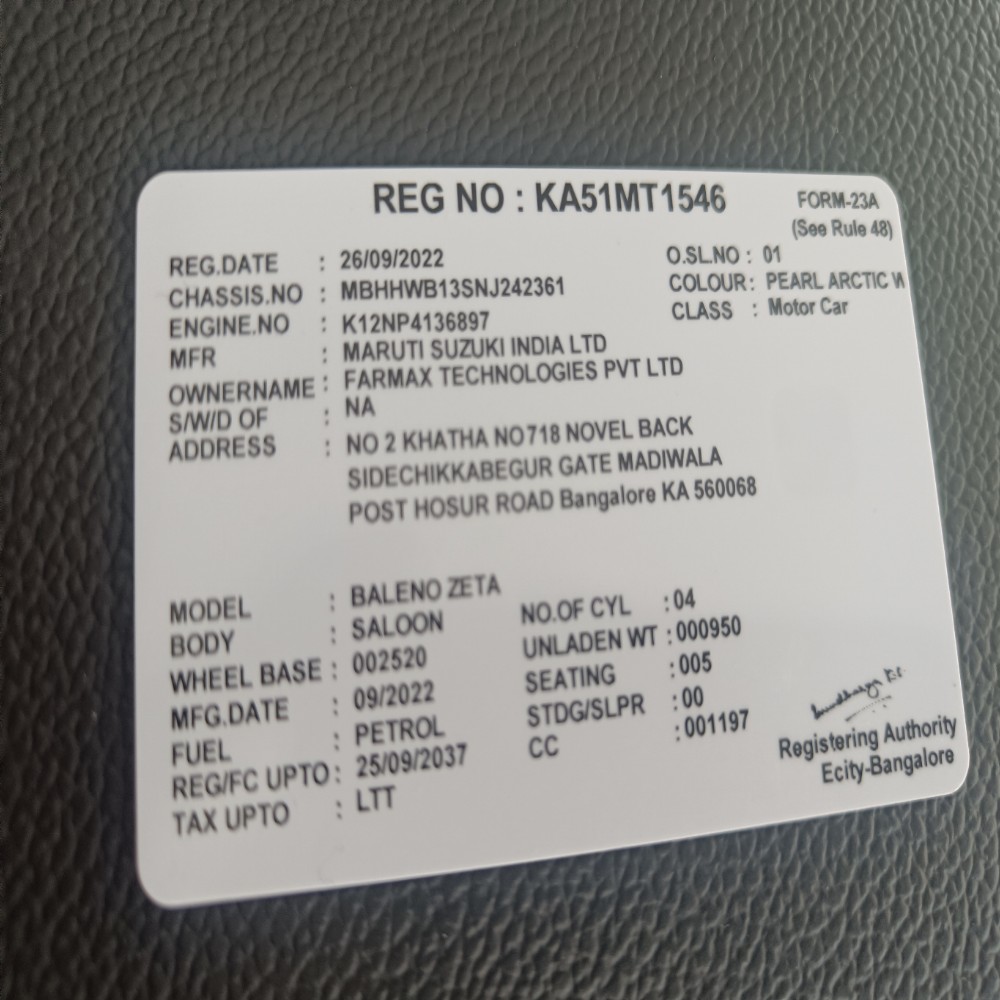 REG NO : KA51MT1546
FORM-23A
(See Rule 48)
REG.DATE : 26/09/2022
O.SL.NO : 01
CHASSIS.NO : MBHHWB13SNJ242361
COLOUR : PEARL ARCTIC W
ENGINE.NO : K12NP4136897
CLASS : Motor Car
MFR : MARUTI SUZUKI INDIA LTD
OWNERNAME : FARMAX TECHNOLOGIES PVT LTD
S/W/D OF : NA
ADDRESS : NO 2 KHATHA NO 718 NOVEL BACK
SIDECHIKKABEGUR GATE MADIWALA
POST HOSUR ROAD Bangalore KA 560068
MODEL : BALENO ZETA
NO.OF CYL : 04
BODY : SALOON
UNLADEN WT : 000950
WHEEL BASE : 002520
SEATING : 005
MFG.DATE : 09/2022
STDG/SLPR : 00
FUEL : PETROL
CC : 001197
REG/FC UPTO : 25/09/2037
TAX UPTO : LTT
Registering Authority
Ecity-Bangalore